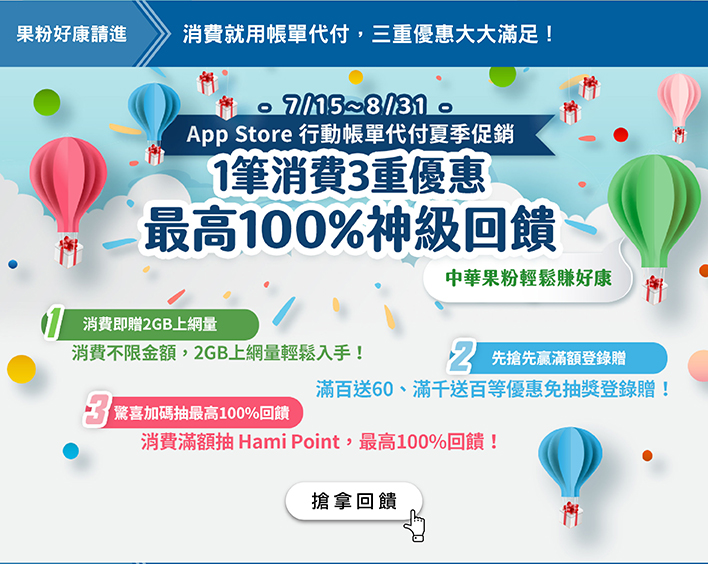 果粉好康請進
消費就用帳單代付，三重優惠大大滿足！
- 7/15~8/31 -
App Store 行動帳單代付夏季促銷
1筆消費3重優惠
最高100%神級回饋
中華果粉輕鬆賺好康
1 消費即贈2GB上網量
消費不限金額，2GB上網量輕鬆入手！
2 先搶先贏滿額登錄贈
滿百送60、滿千送百等優惠免抽獎登錄贈！
3 驚喜加碼抽最高100%回饋
消費滿額抽 Hami Point，最高100%回饋！
搶拿回饋